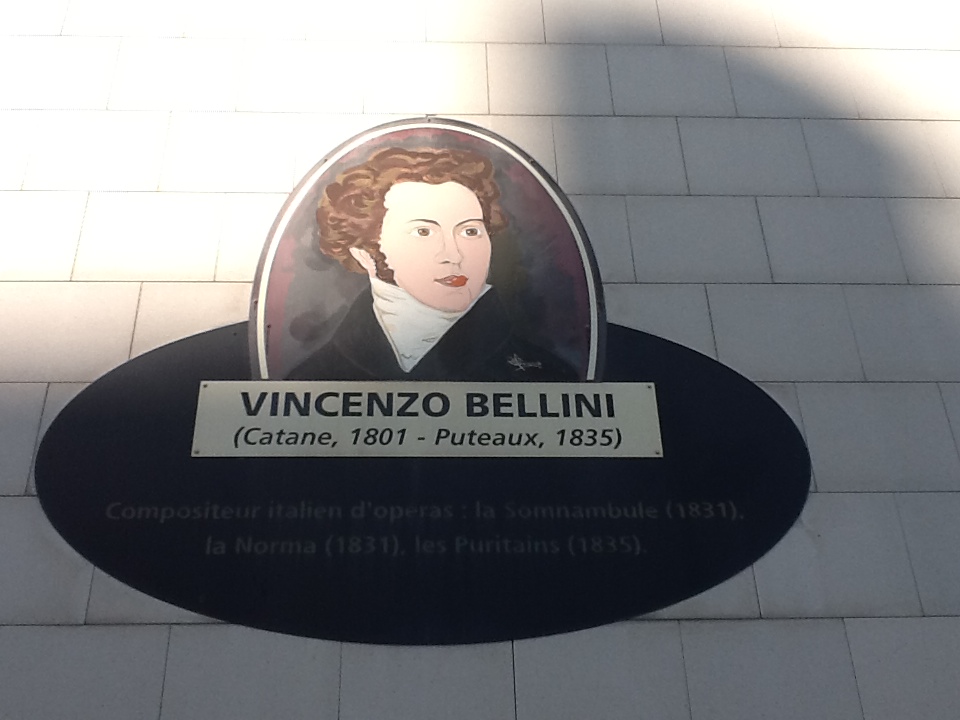 VINCENZO BELLINI
(Catane, 1801 - Puteaux, 1835)
Compositeur italien d'operas : la Somnambule (1831),
la Norma (1831), les Puritains (1835).